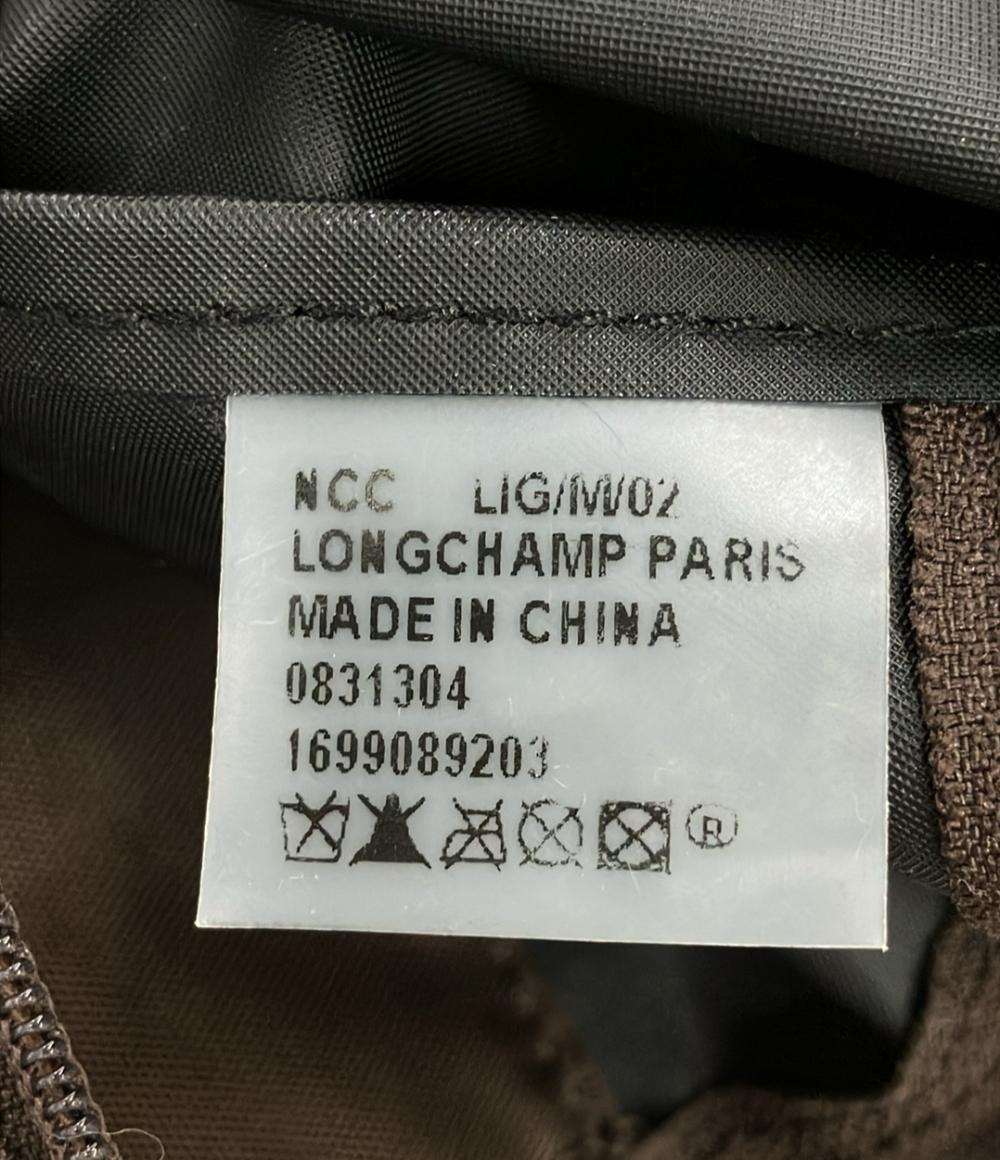 NCC LIG/M/02
LONGCHAMP PARIS
MADE IN CHINA
0831304
1699089203
®